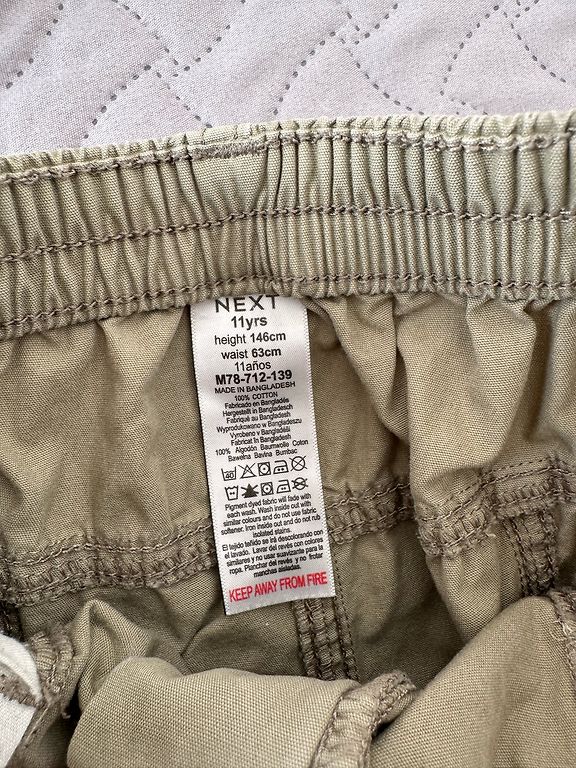 NEXT
11yrs
height 146cm
waist 63cm
11años
M78-712-139
MADE IN BANGLADESH
100% COTTON
Fabricado en Bangladés
Hergestellt in Bangladesch
Fabriqué au Bangladesh
Wyprodukowano w Bangladeszu
Vyrobeno v Bangladéši
Fabricat în Bangladesh
100% Algodón Baumwolle Coton
Bawełna Bavlna Bumbac
40
Pigment dyed fabric will fade with
each wash. Wash inside out with
similar colours and do not use fabric
softener. Iron inside out and do not rub
isolated stains.
El tejido teñido se irá descolorando con
el lavado. Lavar del revés con colores
similares y no usar suavizante para la
ropa. Planchar del revés y no frotar
manchas aisladas.
KEEP AWAY FROM FIRE